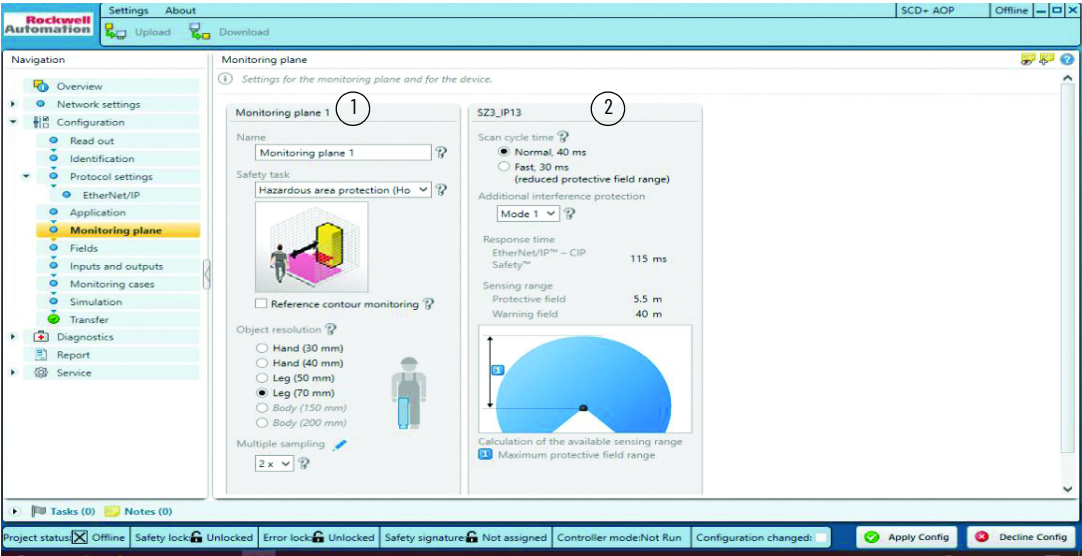 Rockwell
Automation
Settings About
SCD+ AOP
Offline
Upload Download
Navigation
Overview
Network settings
Configuration
Read out
Identification
Protocol settings
EtherNet/IP
Application
Monitoring plane
Fields
Inputs and outputs
Monitoring cases
Simulation
Transfer
Diagnostics
Report
Service
Monitoring plane
Settings for the monitoring plane and for the device.
Monitoring plane 1
1
Name
Monitoring plane 1
Safety task
Hazardous area protection (Ho
Reference contour monitoring
Object resolution
Hand (30 mm)
Hand (40 mm)
Leg (50 mm)
Leg (70 mm)
Body (150 mm)
Body (200 mm)
Multiple sampling
2 x
SZ3_IP13
2
Scan cycle time
Normal, 40 ms
Fast, 30 ms
(reduced protective field range)
Additional interference protection
Mode 1
Response time
EtherNet/IP™ – CIP
Safety™
115 ms
Sensing range
Protective field 5.5 m
Warning field 40 m
1
Calculation of the available sensing range
1 Maximum protective field range
Tasks (0) Notes (0)
Project status: Offline Safety lock: Unlocked Error lock: Unlocked Safety signature: Not assigned Controller mode:Not Run Configuration changed:
Apply Config
Decline Config